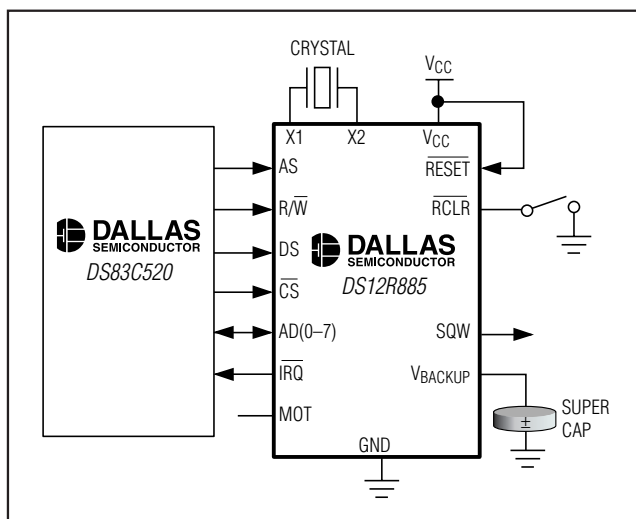 CRYSTAL
VCC
X1 X2 VCC
AS
RESET
R/W
RCLR
DALLAS
SEMICONDUCTOR
DS83C520
DS
DALLAS
SEMICONDUCTOR
DS12R885
CS
AD(0–7)
SQW
IRQ
VBACKUP
MOT
SUPER
CAP
±
GND